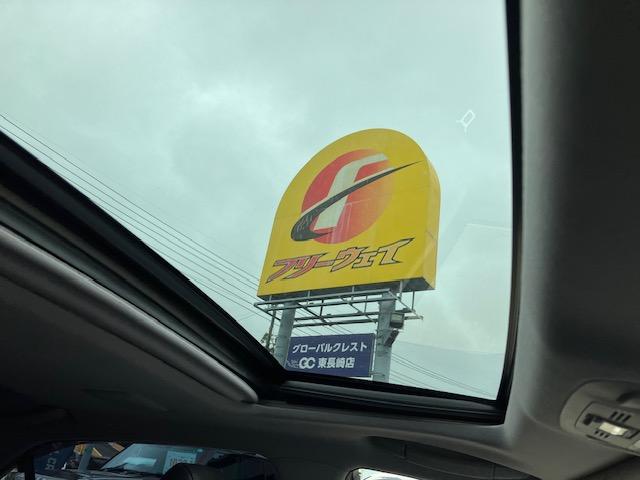 フリーウェイ
グローバルクレスト
GC 東長崎店